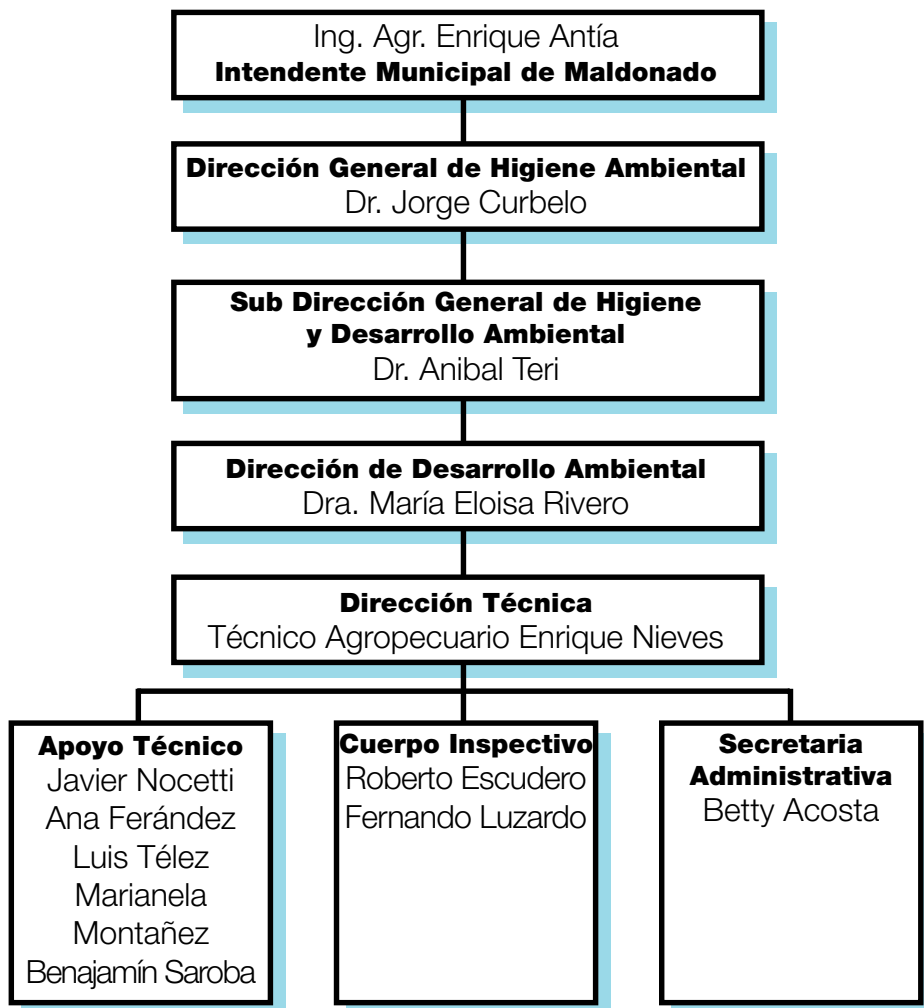 Ing. Agr. Enrique Antía
Intendente Municipal de Maldonado
Dirección General de Higiene Ambiental
Dr. Jorge Curbelo
Sub Dirección General de Higiene
y Desarrollo Ambiental
Dr. Anibal Teri
Dirección de Desarrollo Ambiental
Dra. María Eloisa Rivero
Dirección Técnica
Técnico Agropecuario Enrique Nieves
Apoyo Técnico
Javier Nocetti
Ana Ferández
Luis Télez
Marianela
Montañez
Benajamín Saroba
Cuerpo Inspectivo
Roberto Escudero
Fernando Luzardo
Secretaria
Administrativa
Betty Acosta